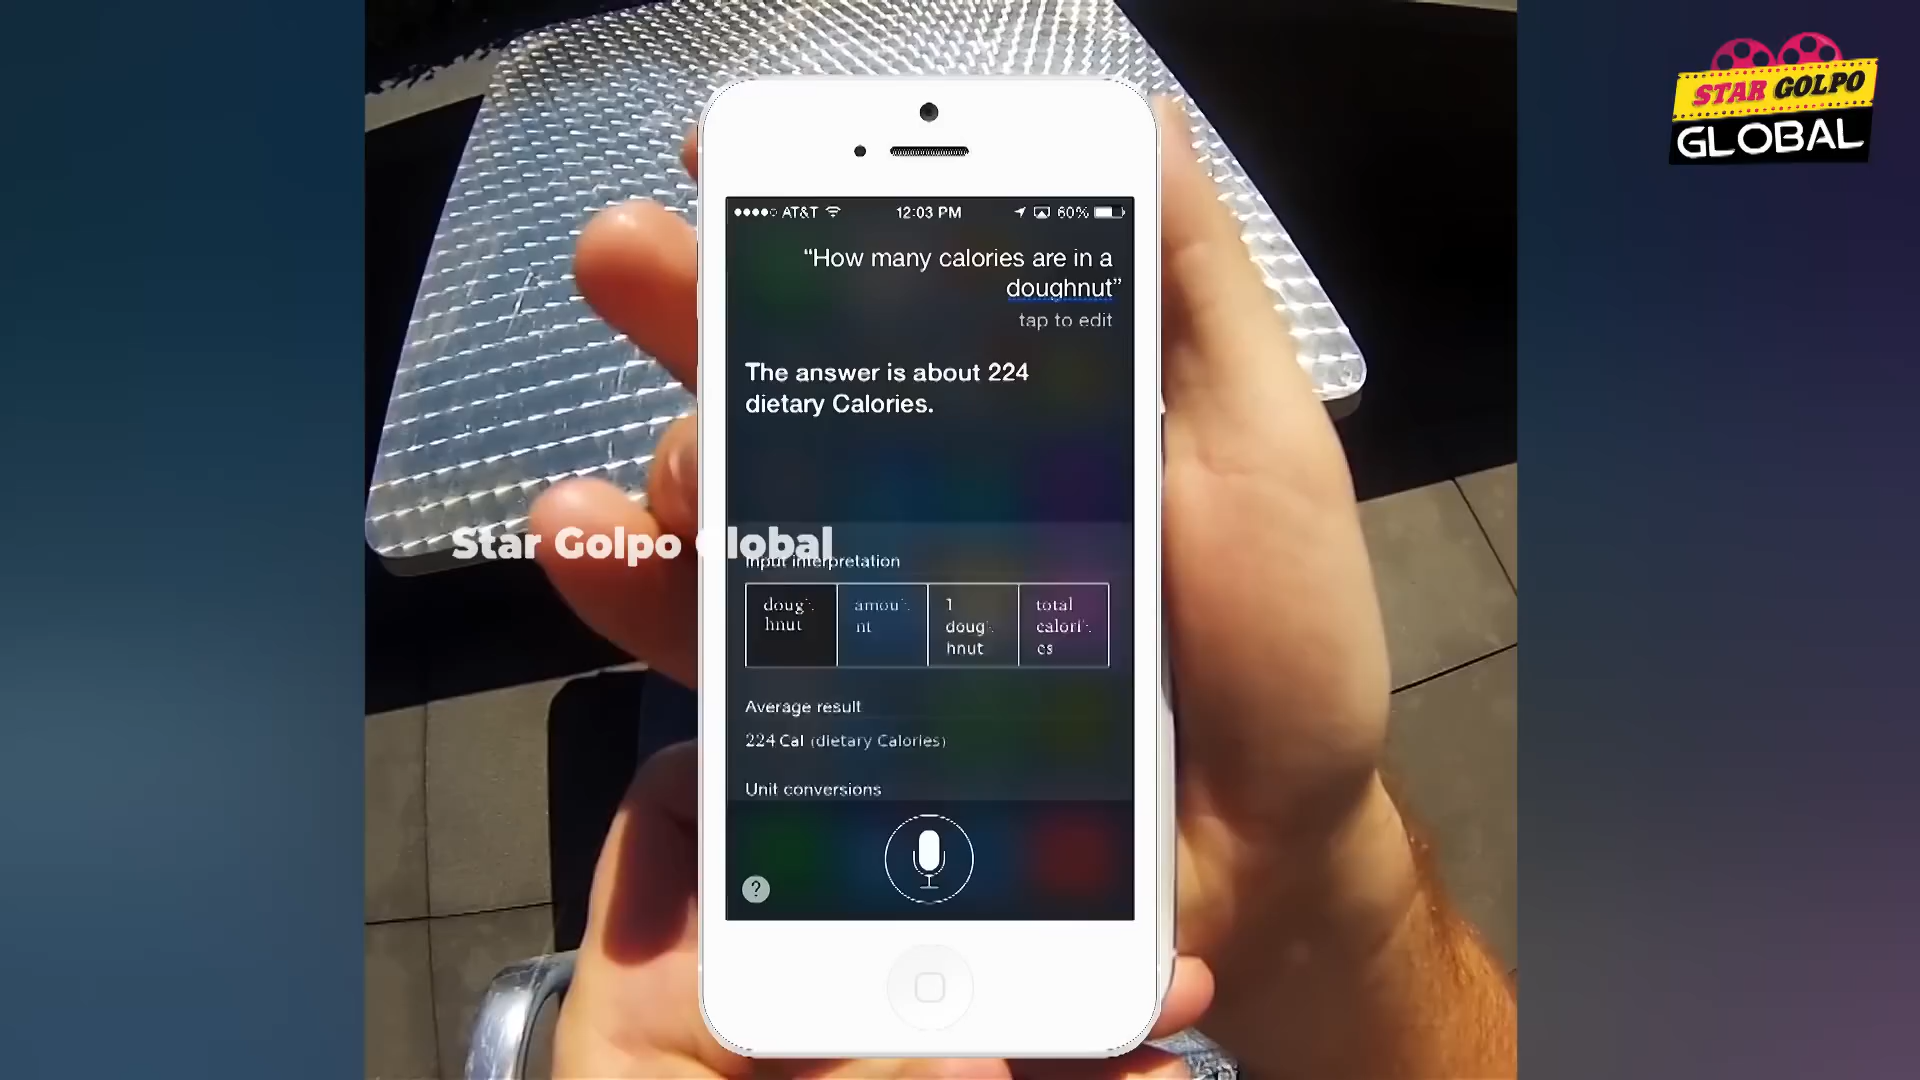 STAR GOLPO
GLOBAL
AT&T 12:03 PM 60%
“How many calories are in a
doughnut”
tap to edit
The answer is about 224
dietary Calories.
Star Golpo Global
Input interpretation
doug
hnut
amou
nt
1
doug
hnut
total
calori
es
Average result
224 Cal (dietary Calories)
Unit conversions
?